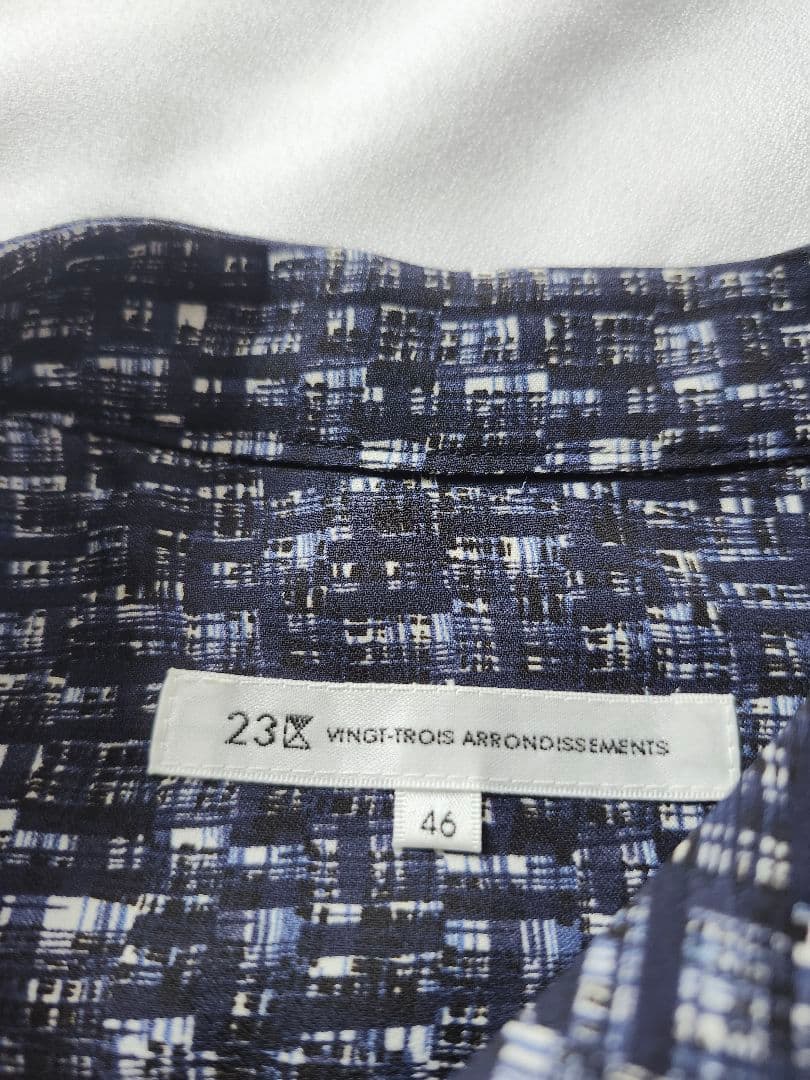 23区 VINGT-TROIS ARRONDISSEMENTS
46